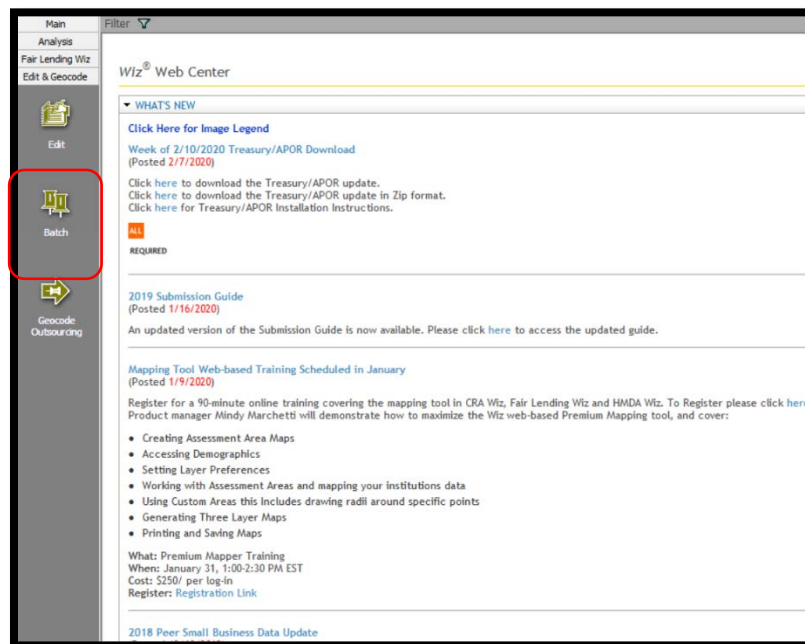 Main
Analysis
Fair Lending Wiz
Edit & Geocode
Edit
Batch
Geocode
Outsourcing
Filter
Wiz® Web Center
WHAT'S NEW
Click Here for Image Legend
Week of 2/10/2020 Treasury/APOR Download
(Posted 2/7/2020)
Click here to download the Treasury/APOR update.
Click here to download the Treasury/APOR update in Zip format.
Click here for Treasury/APOR Installation Instructions.
ALL
REQUIRED
2019 Submission Guide
(Posted 1/16/2020)
An updated version of the Submission Guide is now available. Please click here to access the updated guide.
Mapping Tool Web-based Training Scheduled in January
(Posted 1/9/2020)
Register for a 90-minute online training covering the mapping tool in CRA Wiz, Fair Lending Wiz and HMDA Wiz. To Register please click here
Product manager Mindy Marchetti will demonstrate how to maximize the Wiz web-based Premium Mapping tool, and cover:
• Creating Assessment Area Maps
• Accessing Demographics
• Setting Layer Preferences
• Working with Assessment Areas and mapping your institutions data
• Using Custom Areas this Includes drawing radii around specific points
• Generating Three Layer Maps
• Printing and Saving Maps
What: Premium Mapper Training
When: January 31, 1:00-2:30 PM EST
Cost: $250/ per log-in
Register: Registration Link
2018 Peer Small Business Data Update